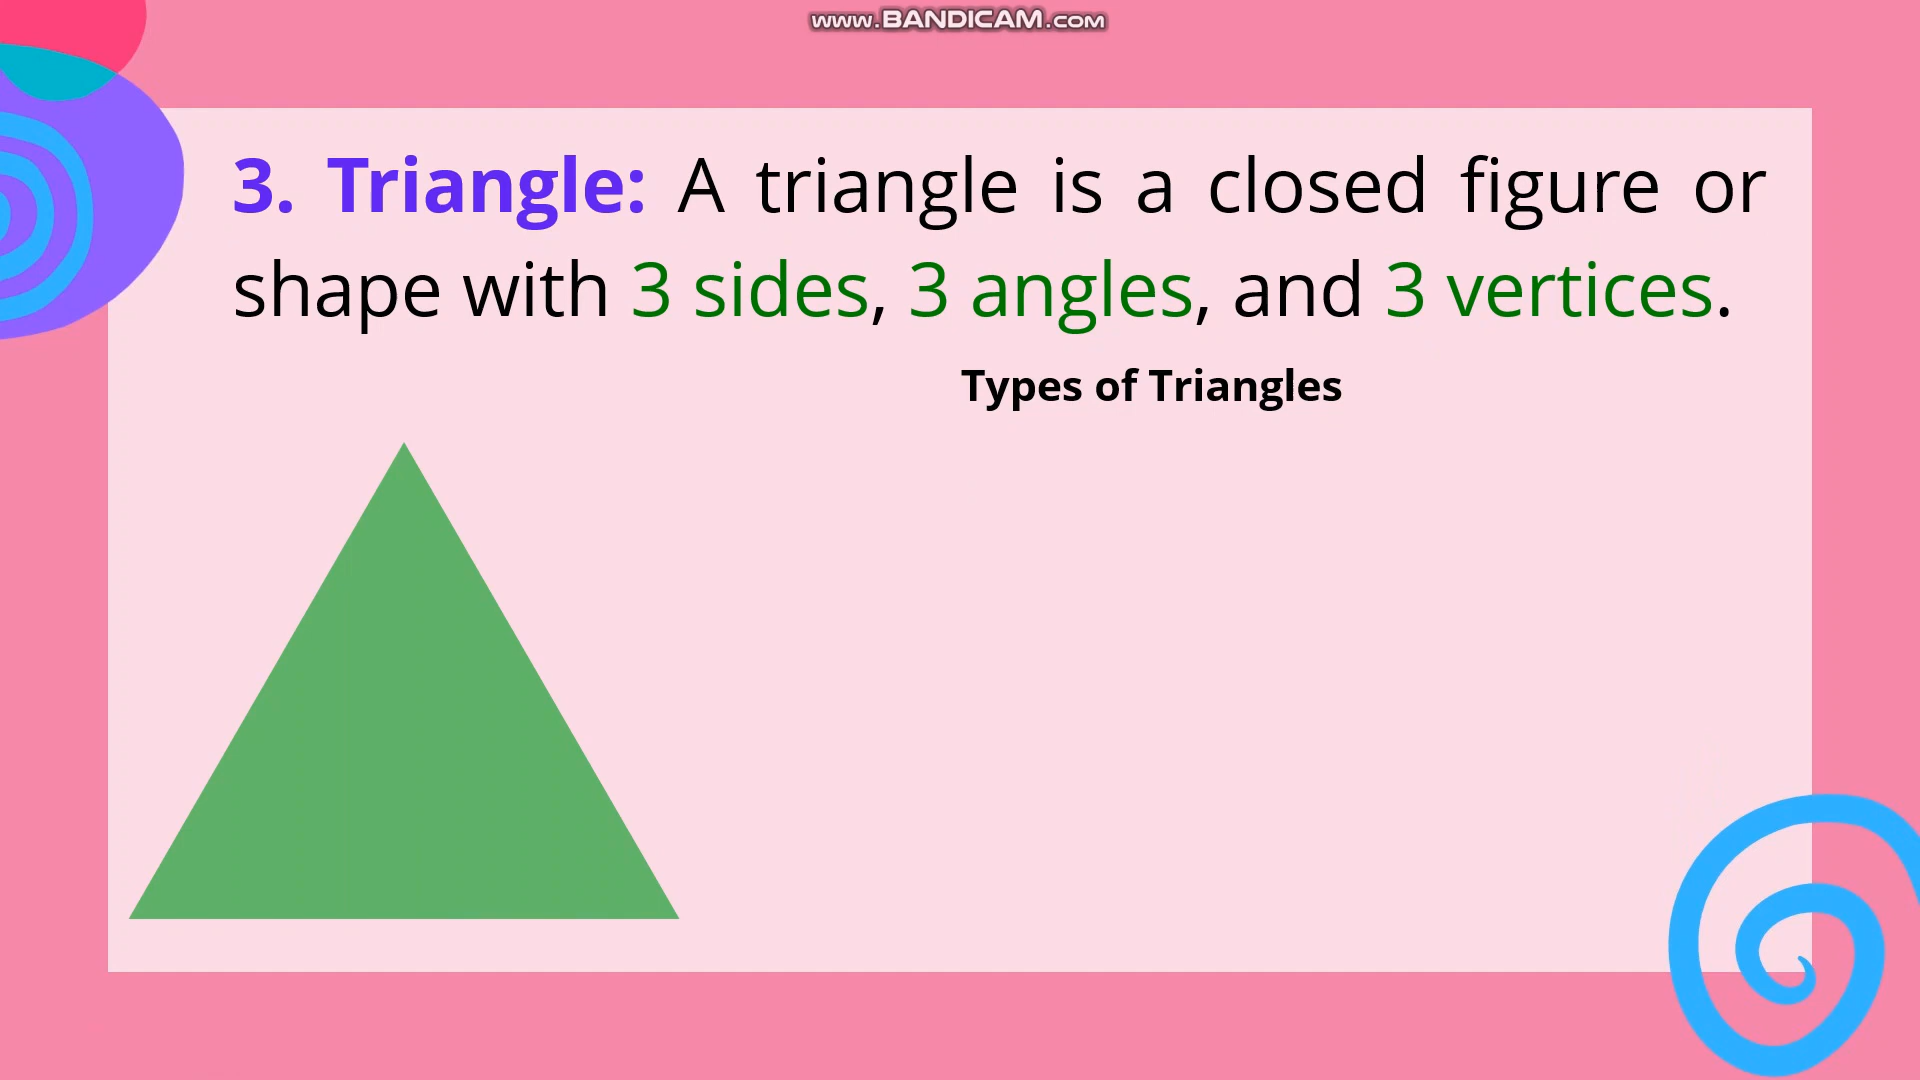 www.BANDICAM.com
3. Triangle: A triangle is a closed figure or
shape with 3 sides, 3 angles, and 3 vertices.
Types of Triangles